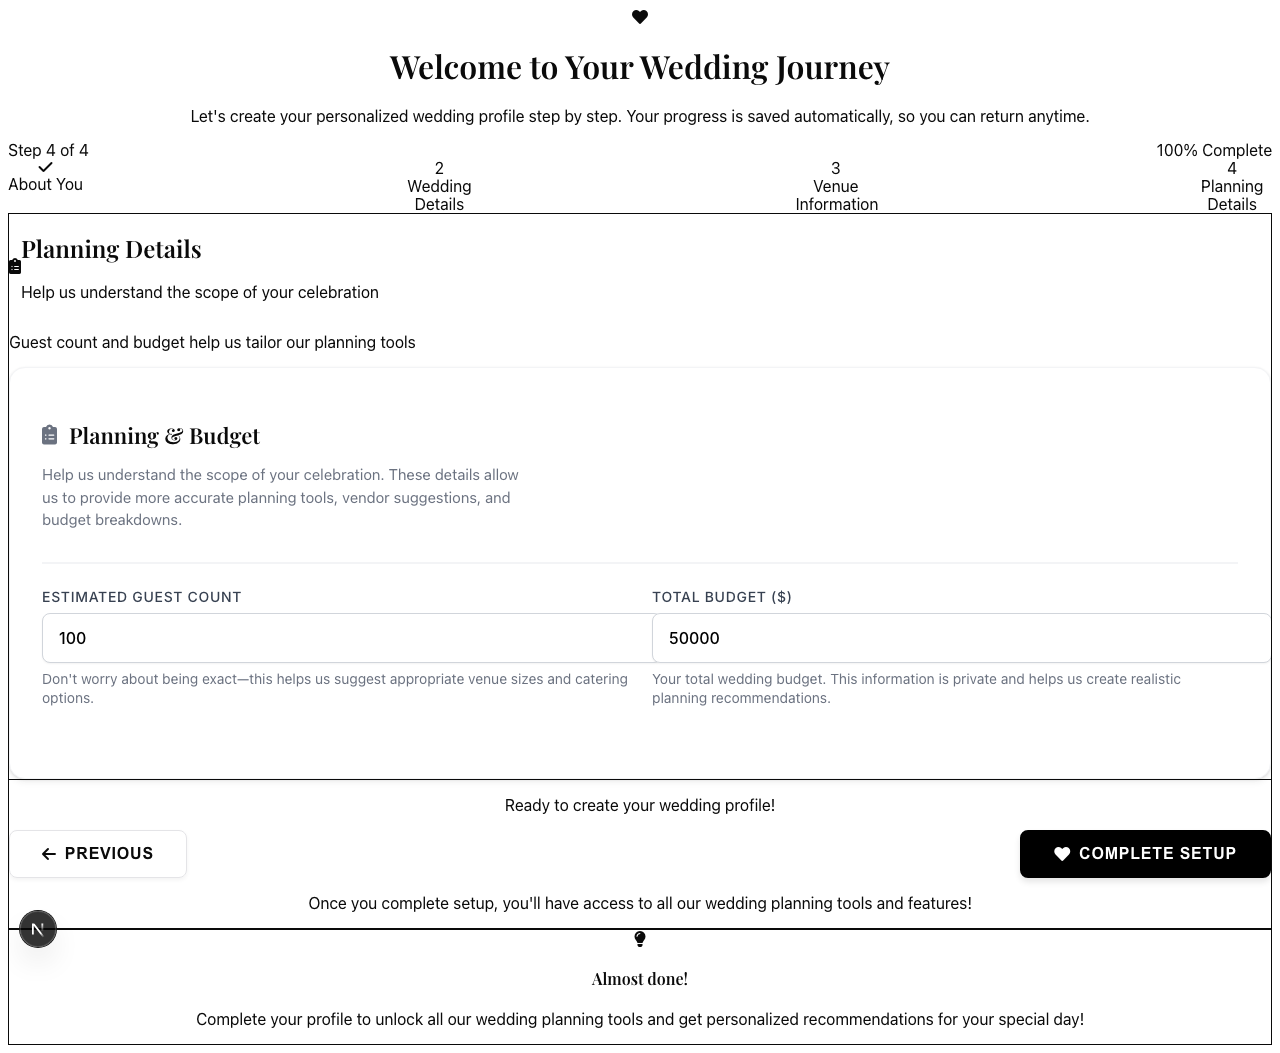 Welcome to Your Wedding Journey
Let's create your personalized wedding profile step by step. Your progress is saved automatically, so you can return anytime.
Step 4 of 4
100% Complete
About You
2
Wedding
Details
3
Venue
Information
4
Planning
Details
Planning Details
Help us understand the scope of your celebration
Guest count and budget help us tailor our planning tools
Planning & Budget
Help us understand the scope of your celebration. These details allow
us to provide more accurate planning tools, vendor suggestions, and
budget breakdowns.
ESTIMATED GUEST COUNT
100
Don't worry about being exact—this helps us suggest appropriate venue sizes and catering
options.
TOTAL BUDGET ($)
50000
Your total wedding budget. This information is private and helps us create realistic
planning recommendations.
Ready to create your wedding profile!
PREVIOUS
COMPLETE SETUP
Once you complete setup, you'll have access to all our wedding planning tools and features!
N
Almost done!
Complete your profile to unlock all our wedding planning tools and get personalized recommendations for your special day!